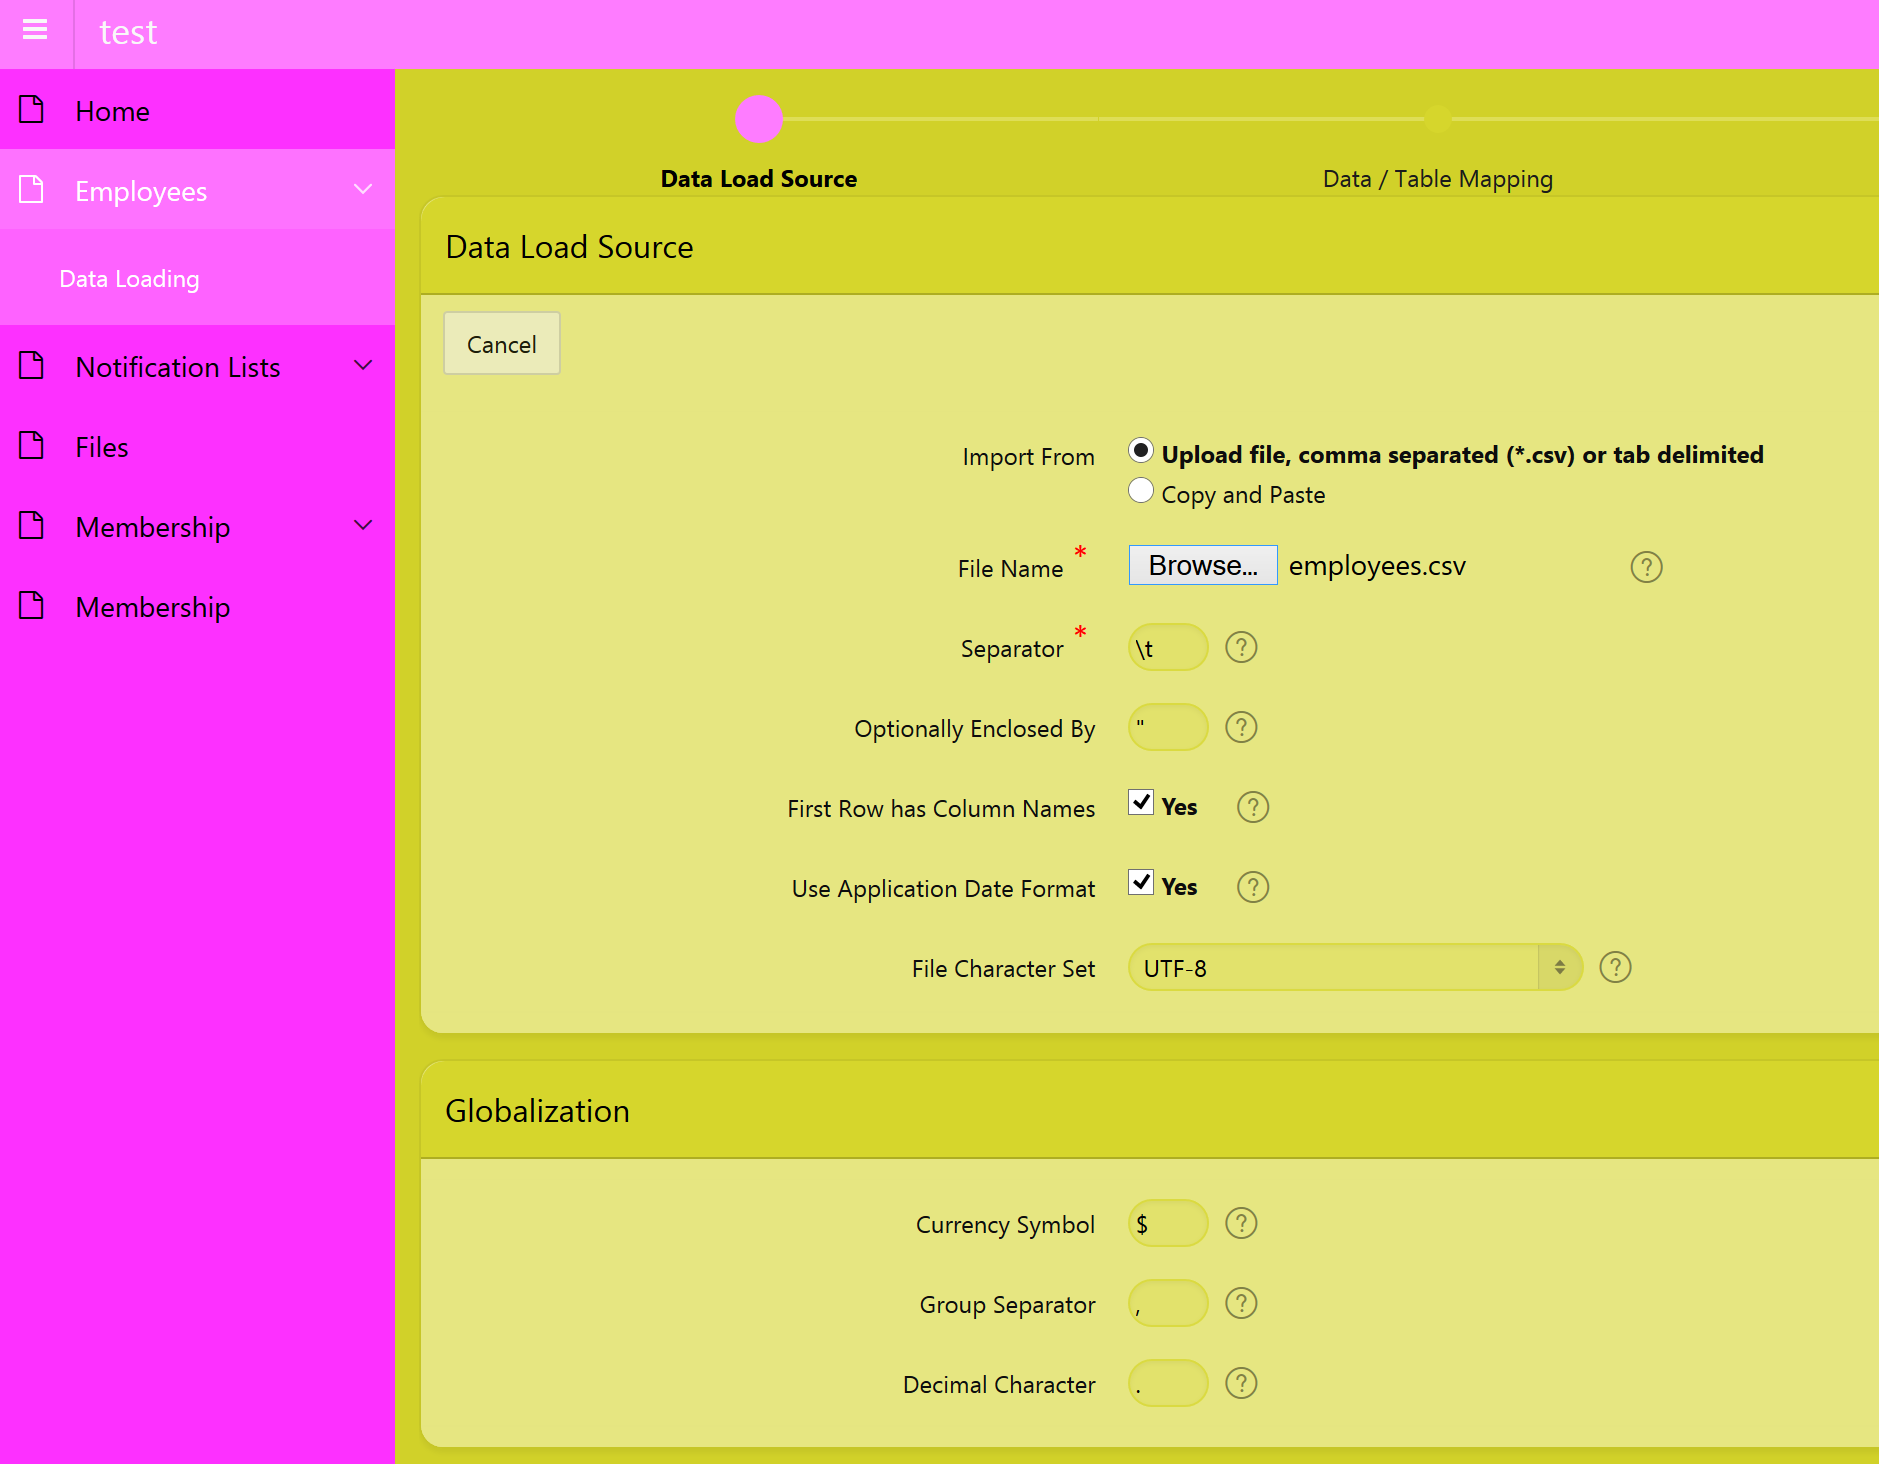 test
Home
Employees
Data Loading
Notification Lists
Files
Membership
Membership
Data Load Source
Data / Table Mapping
Data Load Source
Cancel
Import From
Upload file, comma separated (*.csv) or tab delimited
Copy and Paste
File Name *
Browse... employees.csv ?
Separator *
\t ?
Optionally Enclosed By
" ?
First Row has Column Names
Yes ?
Use Application Date Format
Yes ?
File Character Set
UTF-8 ?
Globalization
Currency Symbol
$ ?
Group Separator
, ?
Decimal Character
. ?